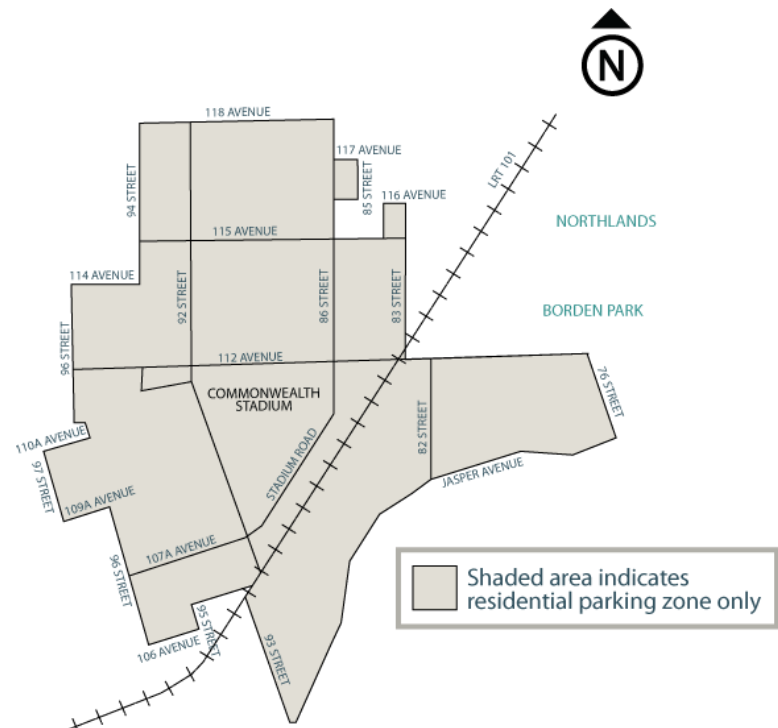 N
118 AVENUE
117 AVENUE
94 STREET
85 STREET
116 AVENUE
LRT 101
NORTHLANDS
115 AVENUE
114 AVENUE
92 STREET
86 STREET
83 STREET
BORDEN PARK
96 STREET
112 AVENUE
COMMONWEALTH
STADIUM
76 STREET
110A AVENUE
82 STREET
STADIUM ROAD
97 STREET
JASPER AVENUE
109A AVENUE
107A AVENUE
96 STREET
Shaded area indicates
residential parking zone only
95 STREET
106 AVENUE
93 STREET